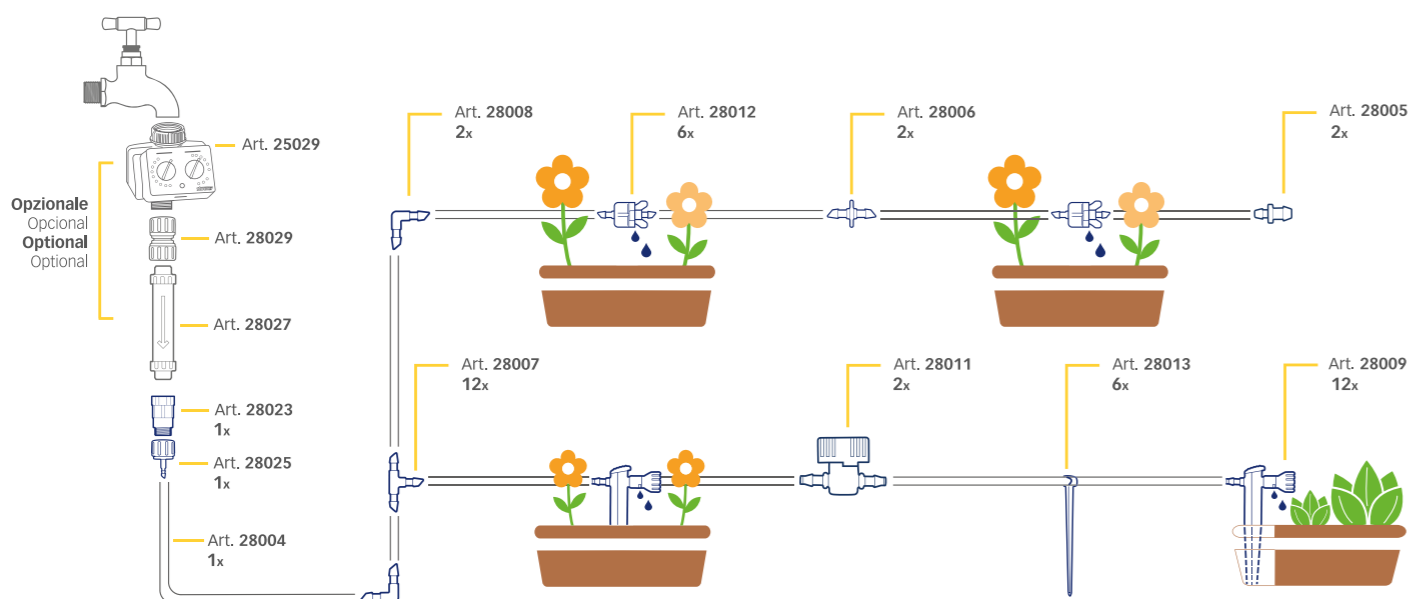 Art. 25029
Opzionale
Opcional
Optional
Optional
Art. 28029
Art. 28027
Art. 28023
1x
Art. 28025
1x
Art. 28004
1x
Art. 28008
2x
Art. 28012
6x
Art. 28006
2x
Art. 28005
2x
Art. 28007
12x
Art. 28011
2x
Art. 28013
6x
Art. 28009
12x